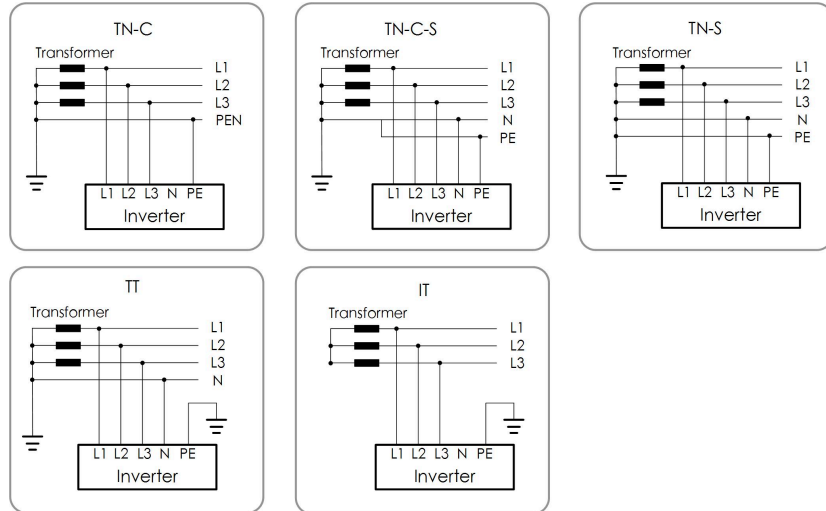 TN-C
Transformer
L1
L2
L3
PEN
L1 L2 L3 N PE
Inverter
TN-C-S
Transformer
L1
L2
L3
N
PE
L1 L2 L3 N PE
Inverter
TN-S
Transformer
L1
L2
L3
N
PE
L1 L2 L3 N PE
Inverter
TT
Transformer
L1
L2
L3
N
L1 L2 L3 N PE
Inverter
IT
Transformer
L1
L2
L3
L1 L2 L3 N PE
Inverter